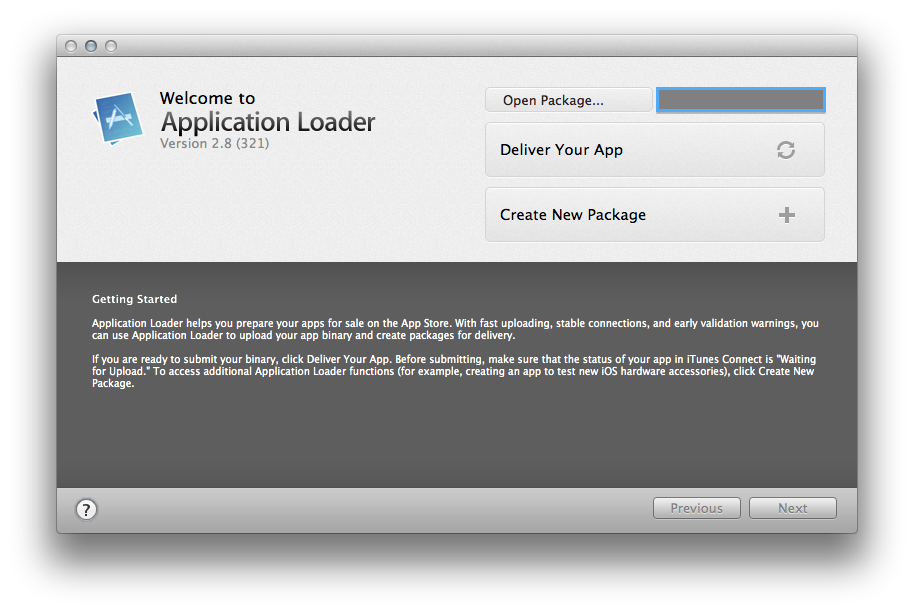 Welcome to
Application Loader
Version 2.8 (321)
Open Package...
Deliver Your App
Create New Package
Getting Started
Application Loader helps you prepare your apps for sale on the App Store. With fast uploading, stable connections, and early validation warnings, you
can use Application Loader to upload your app binary and create packages for delivery.
If you are ready to submit your binary, click Deliver Your App. Before submitting, make sure that the status of your app in iTunes Connect is "Waiting
for Upload." To access additional Application Loader functions (for example, creating an app to test new iOS hardware accessories), click Create New
Package.
?
Previous
Next